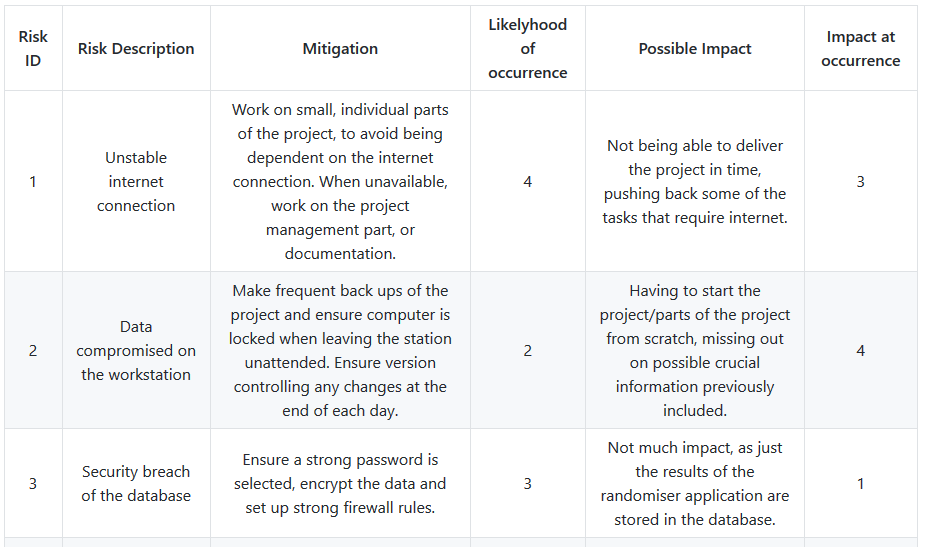 Risk
ID
Risk Description
Mitigation
Likelyhood
of
occurrence
Possible Impact
Impact at
occurrence
1
Unstable
internet
connection
Work on small, individual parts
of the project, to avoid being
dependent on the internet
connection. When unavailable,
work on the project
management part, or
documentation.
4
Not being able to deliver
the project in time,
pushing back some of the
tasks that require internet.
3
2
Data
compromised on
the workstation
Make frequent back ups of the
project and ensure computer is
locked when leaving the station
unattended. Ensure version
controlling any changes at the
end of each day.
2
Having to start the
project/parts of the project
from scratch, missing out
on possible crucial
information previously
included.
4
3
Security breach
of the database
Ensure a strong password is
selected, encrypt the data and
set up strong firewall rules.
3
Not much impact, as just
the results of the
randomiser application are
stored in the database.
1